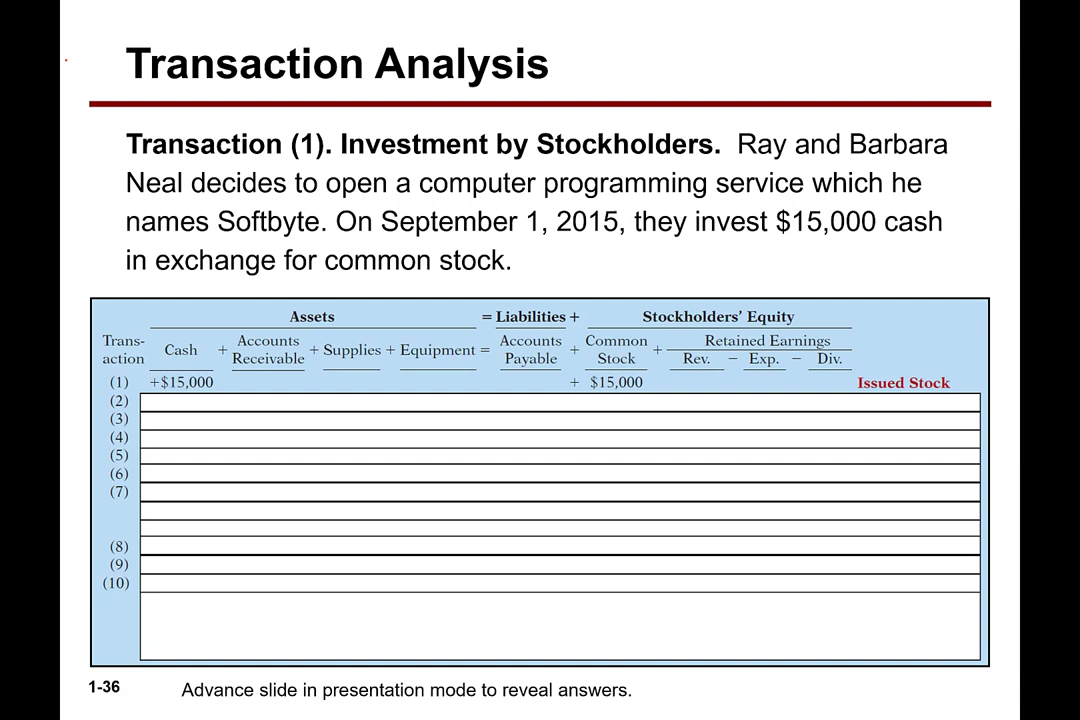 Transaction Analysis
Transaction (1). Investment by Stockholders. Ray and Barbara
Neal decides to open a computer programming service which he
names Softbyte. On September 1, 2015, they invest $15,000 cash
in exchange for common stock.
Assets = Liabilities + Stockholders' Equity
Trans- Accounts Accounts Common Retained Earnings
action Cash + Receivable + Supplies + Equipment = Payable + Stock + Rev. − Exp. − Div.
(1) +$15,000 + $15,000 Issued Stock
(2)
(3)
(4)
(5)
(6)
(7)
(8)
(9)
(10)
1-36 Advance slide in presentation mode to reveal answers.